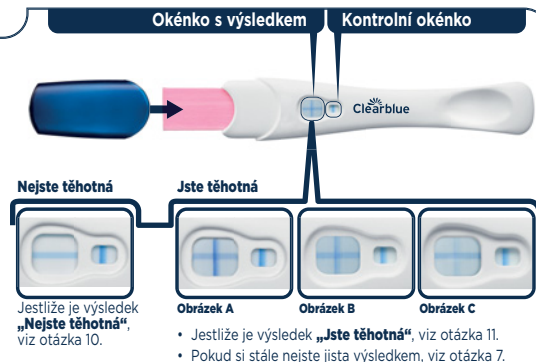 Okénko s výsledkem
Kontrolní okénko
Clearblue
Nejste těhotná
Jste těhotná
Jestliže je výsledek
„Nejste těhotná“,
viz otázka 10.
Obrázek A
Obrázek B
Obrázek C
• Jestliže je výsledek „Jste těhotná“, viz otázka 11.
• Pokud si stále nejste jista výsledkem, viz otázka 7.